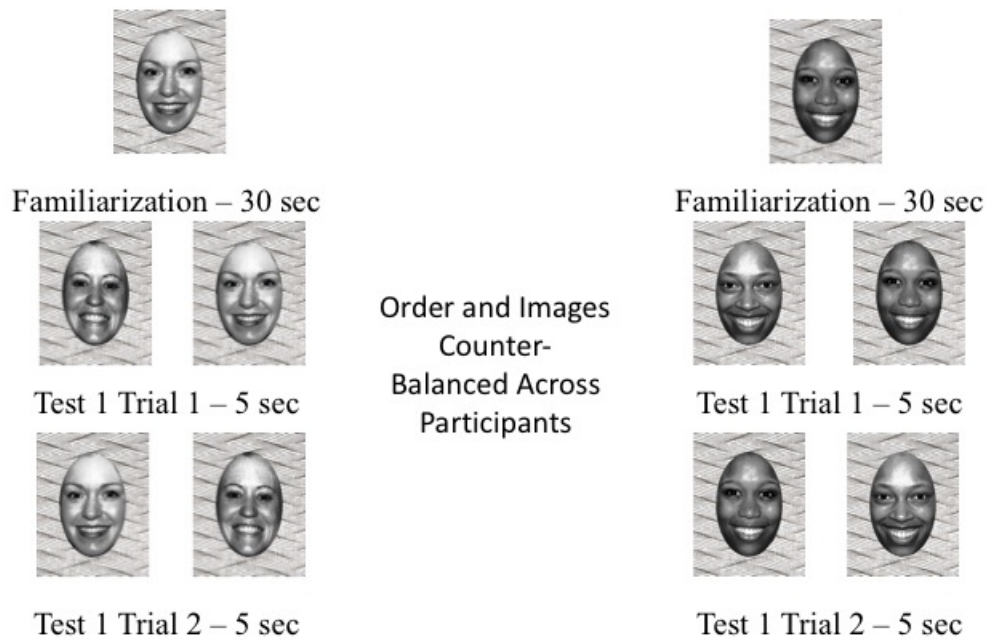 Familiarization – 30 sec
Familiarization – 30 sec
Order and Images
Counter-
Balanced Across
Participants
Test 1 Trial 1 – 5 sec
Test 1 Trial 1 – 5 sec
Test 1 Trial 2 – 5 sec
Test 1 Trial 2 – 5 sec